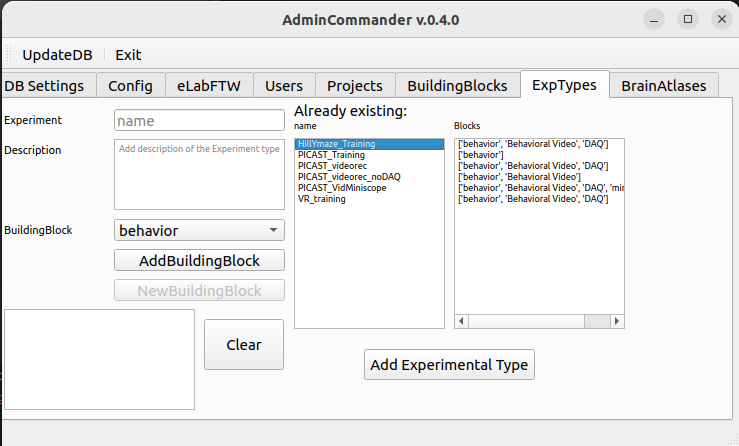 AdminCommander v.0.4.0
UpdateDB Exit
DB Settings Config eLabFTW Users Projects BuildingBlocks ExpTypes BrainAtlases
Experiment
name
Description
Add description of the Experiment type
BuildingBlock
behavior
AddBuildingBlock
NewBuildingBlock
Clear
Already existing:
name Blocks
HillYmaze_Training ['behavior', 'Behavioral Video', 'DAQ']
PICAST_Training ['behavior']
PICAST_videorec ['behavior', 'Behavioral Video', 'DAQ']
PICAST_videorec_noDAQ ['behavior', 'Behavioral Video']
PICAST_VidMiniscope ['behavior', 'Behavioral Video', 'DAQ', 'mi
VR_training ['behavior', 'Behavioral Video', 'DAQ']
Add Experimental Type